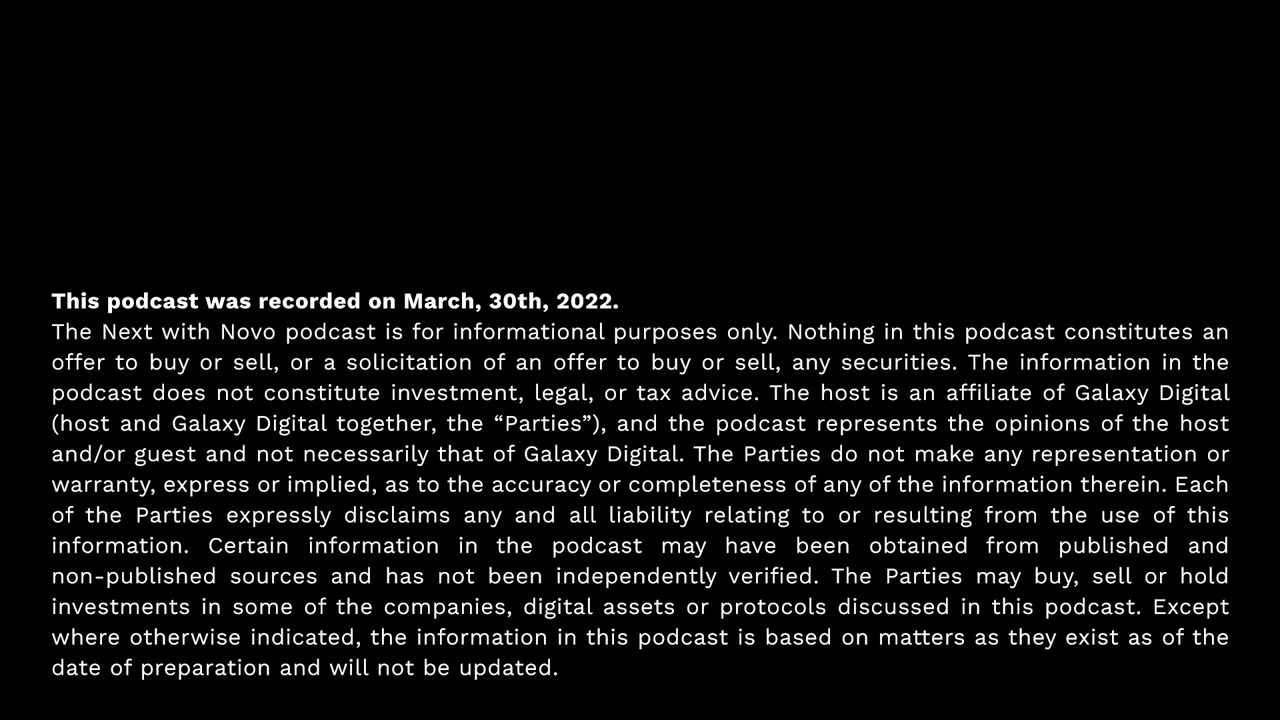 This podcast was recorded on March, 30th, 2022.
The Next with Novo podcast is for informational purposes only. Nothing in this podcast constitutes an
offer to buy or sell, or a solicitation of an offer to buy or sell, any securities. The information in the
podcast does not constitute investment, legal, or tax advice. The host is an affiliate of Galaxy Digital
(host and Galaxy Digital together, the “Parties”), and the podcast represents the opinions of the host
and/or guest and not necessarily that of Galaxy Digital. The Parties do not make any representation or
warranty, express or implied, as to the accuracy or completeness of any of the information therein. Each
of the Parties expressly disclaims any and all liability relating to or resulting from the use of this
information. Certain information in the podcast may have been obtained from published and
non-published sources and has not been independently verified. The Parties may buy, sell or hold
investments in some of the companies, digital assets or protocols discussed in this podcast. Except
where otherwise indicated, the information in this podcast is based on matters as they exist as of the
date of preparation and will not be updated.